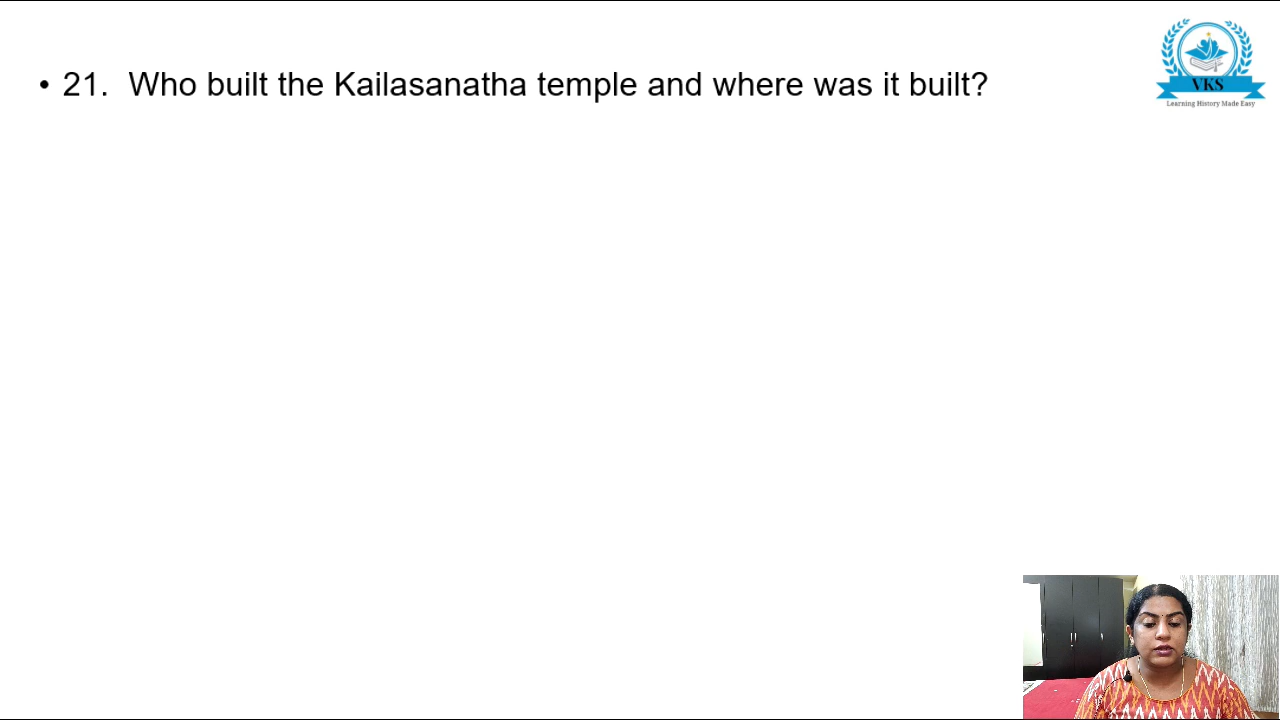 • 21. Who built the Kailasanatha temple and where was it built?
VKS
Learning History Made Easy